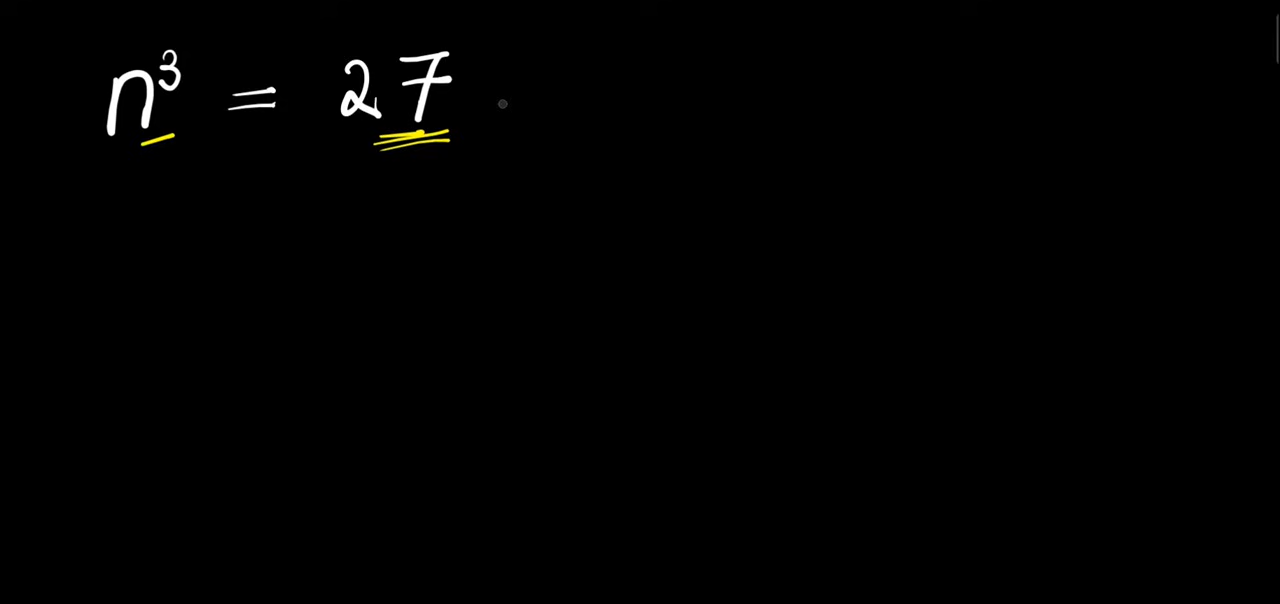 n³ = 27